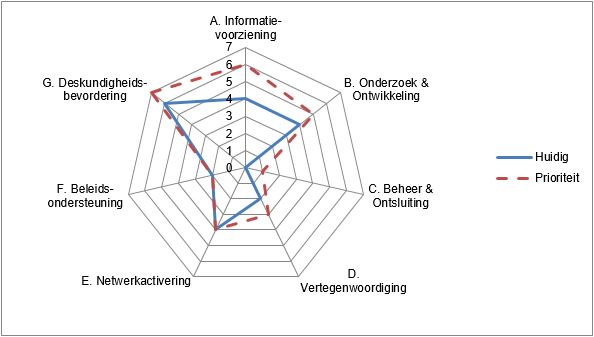 A. Informatie-
voorziening
7
6
5
4
3
2
1
0
B. Onderzoek &
Ontwikkeling
C. Beheer &
Ontsluiting
D.
Vertegenwoordiging
E. Netwerkactivering
F. Beleids-
ondersteuning
G. Deskundigheids-
bevordering
Huidig
Prioriteit